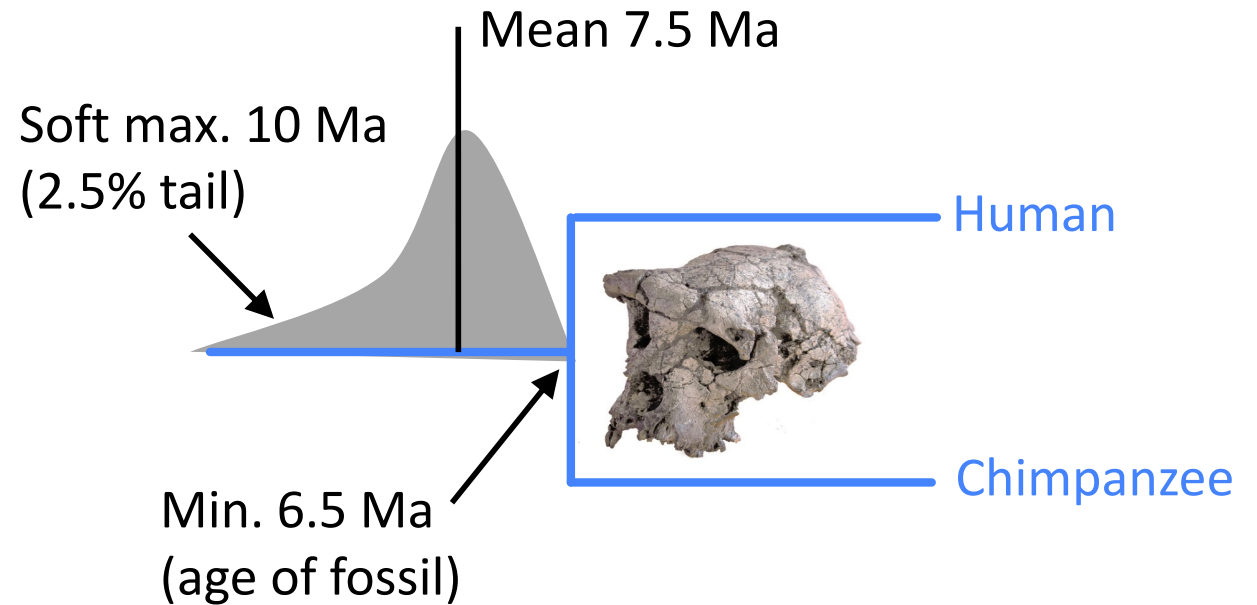 Mean 7.5 Ma
Soft max. 10 Ma
(2.5% tail)
Human
Chimpanzee
Min. 6.5 Ma
(age of fossil)